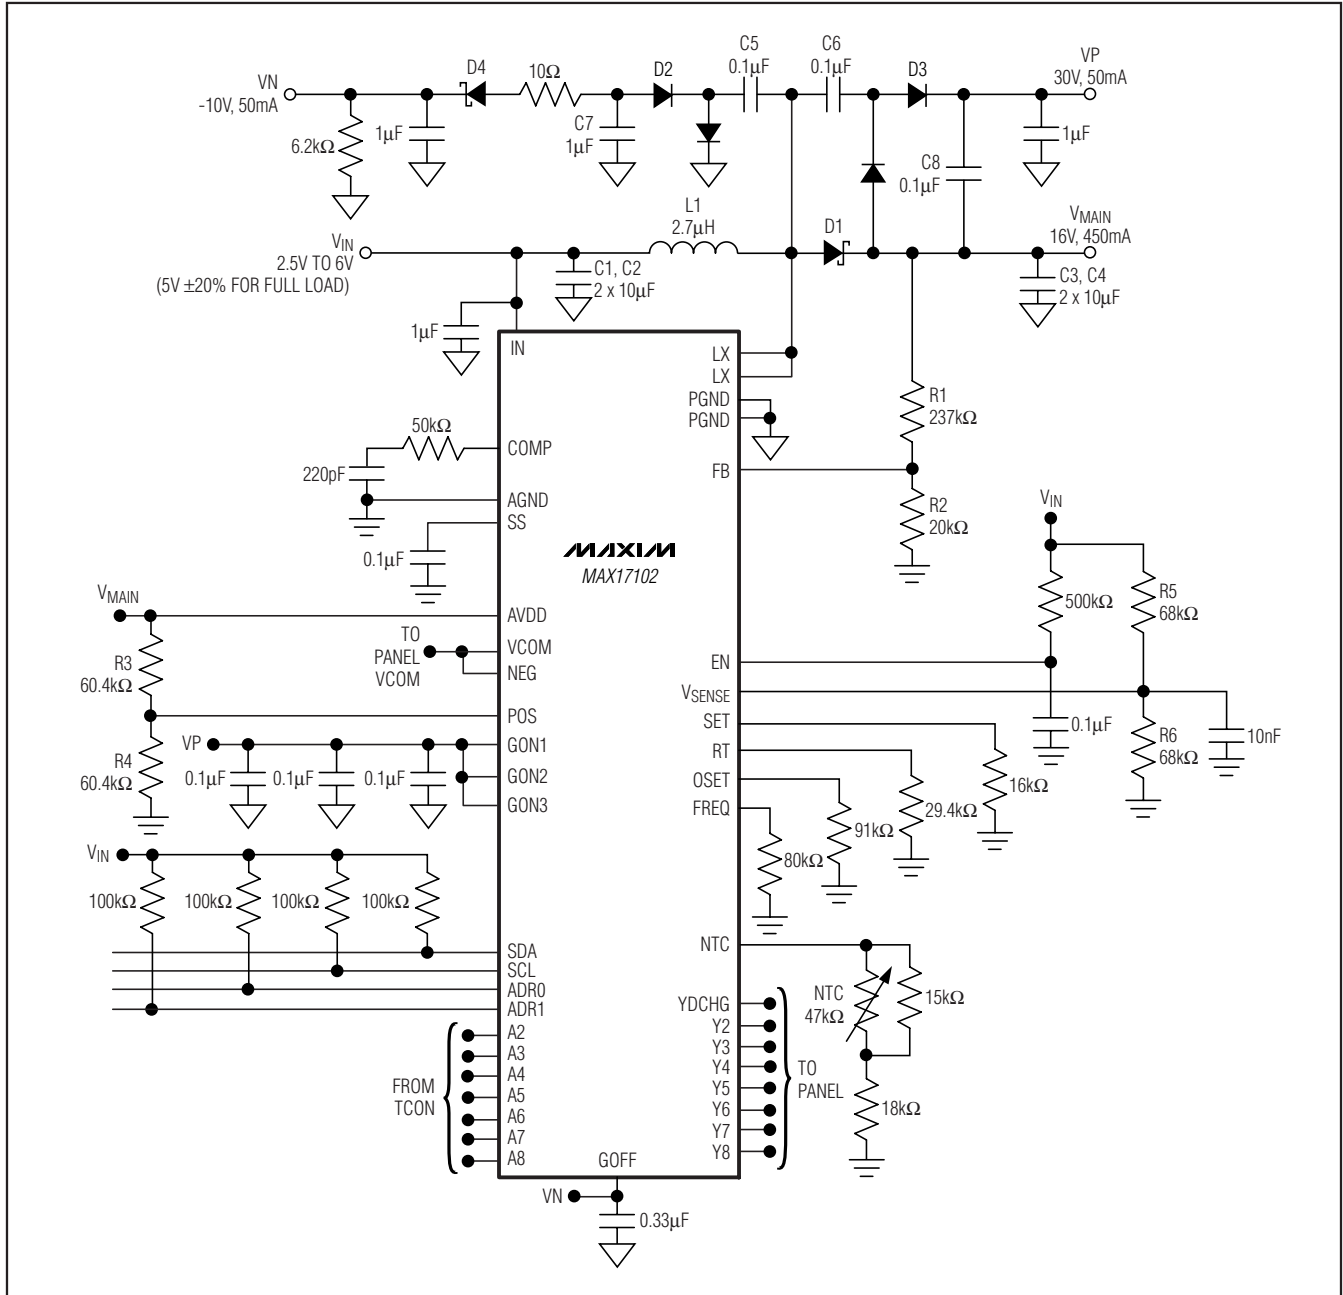 VN
-10V, 50mA
D4
10Ω
D2
C5
0.1µF
C6
0.1µF
D3
VP
30V, 50mA
6.2kΩ
1µF
C7
1µF
C8
0.1µF
1µF
VIN
2.5V TO 6V
(5V ±20% FOR FULL LOAD)
C1, C2
2 x 10µF
L1
2.7µH
D1
VMAIN
16V, 450mA
C3, C4
2 x 10µF
1µF
IN
LX
LX
PGND
PGND
R1
237kΩ
50kΩ
COMP
220pF
FB
AGND
SS
0.1µF
R2
20kΩ
MAXIM
MAX17102
VIN
500kΩ
R5
68kΩ
VMAIN
AVDD
TO
PANEL
VCOM
VCOM
NEG
R3
60.4kΩ
EN
VSENSE
POS
SET
0.1µF
R6
68kΩ
10nF
VP
GON1
RT
R4
60.4kΩ
0.1µF
0.1µF
0.1µF
GON2
OSET
16kΩ
GON3
FREQ
29.4kΩ
91kΩ
80kΩ
VIN
100kΩ
100kΩ
100kΩ
100kΩ
SDA
SCL
ADR0
ADR1
NTC
NTC
47kΩ
15kΩ
18kΩ
FROM
TCON
A2
A3
A4
A5
A6
A7
A8
YDCHG
Y2
Y3
Y4
Y5
Y6
Y7
Y8
TO
PANEL
GOFF
VN
0.33µF